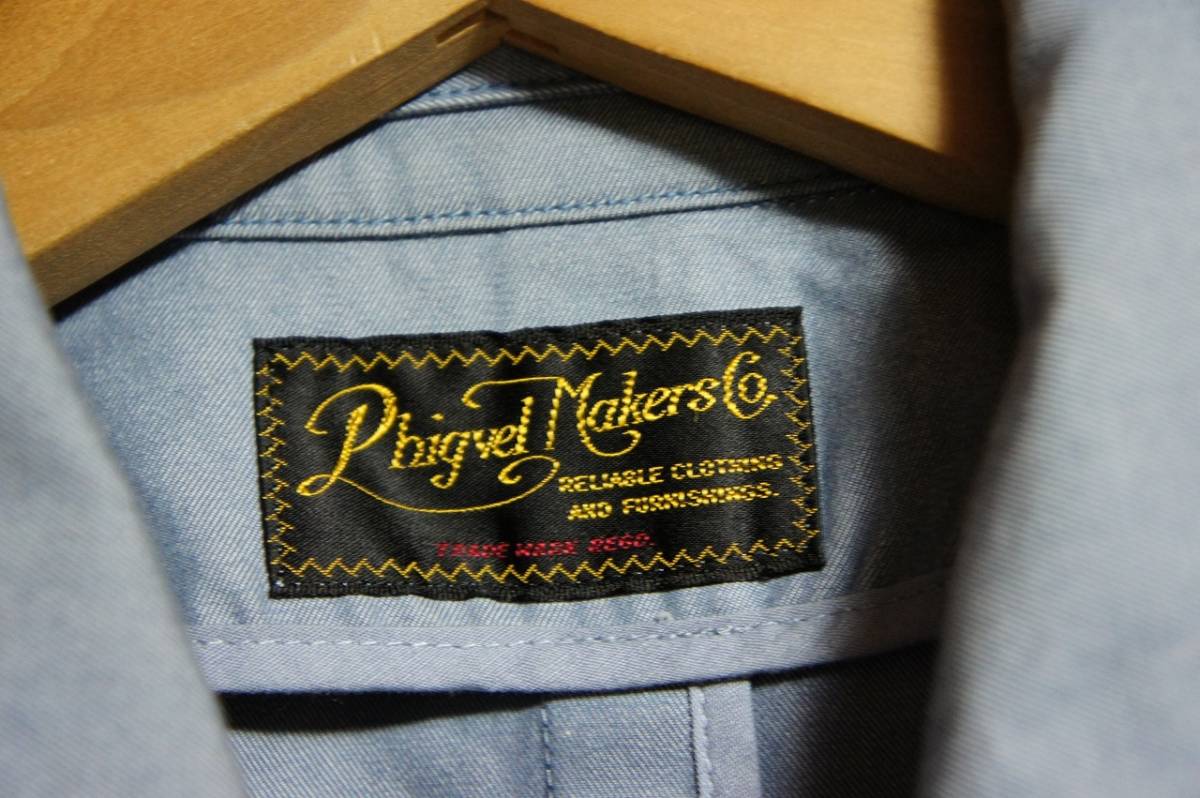 Phigvel Makers Co.
RELIABLE CLOTHING
AND FURNISHINGS.
TRADE MARK REGD.